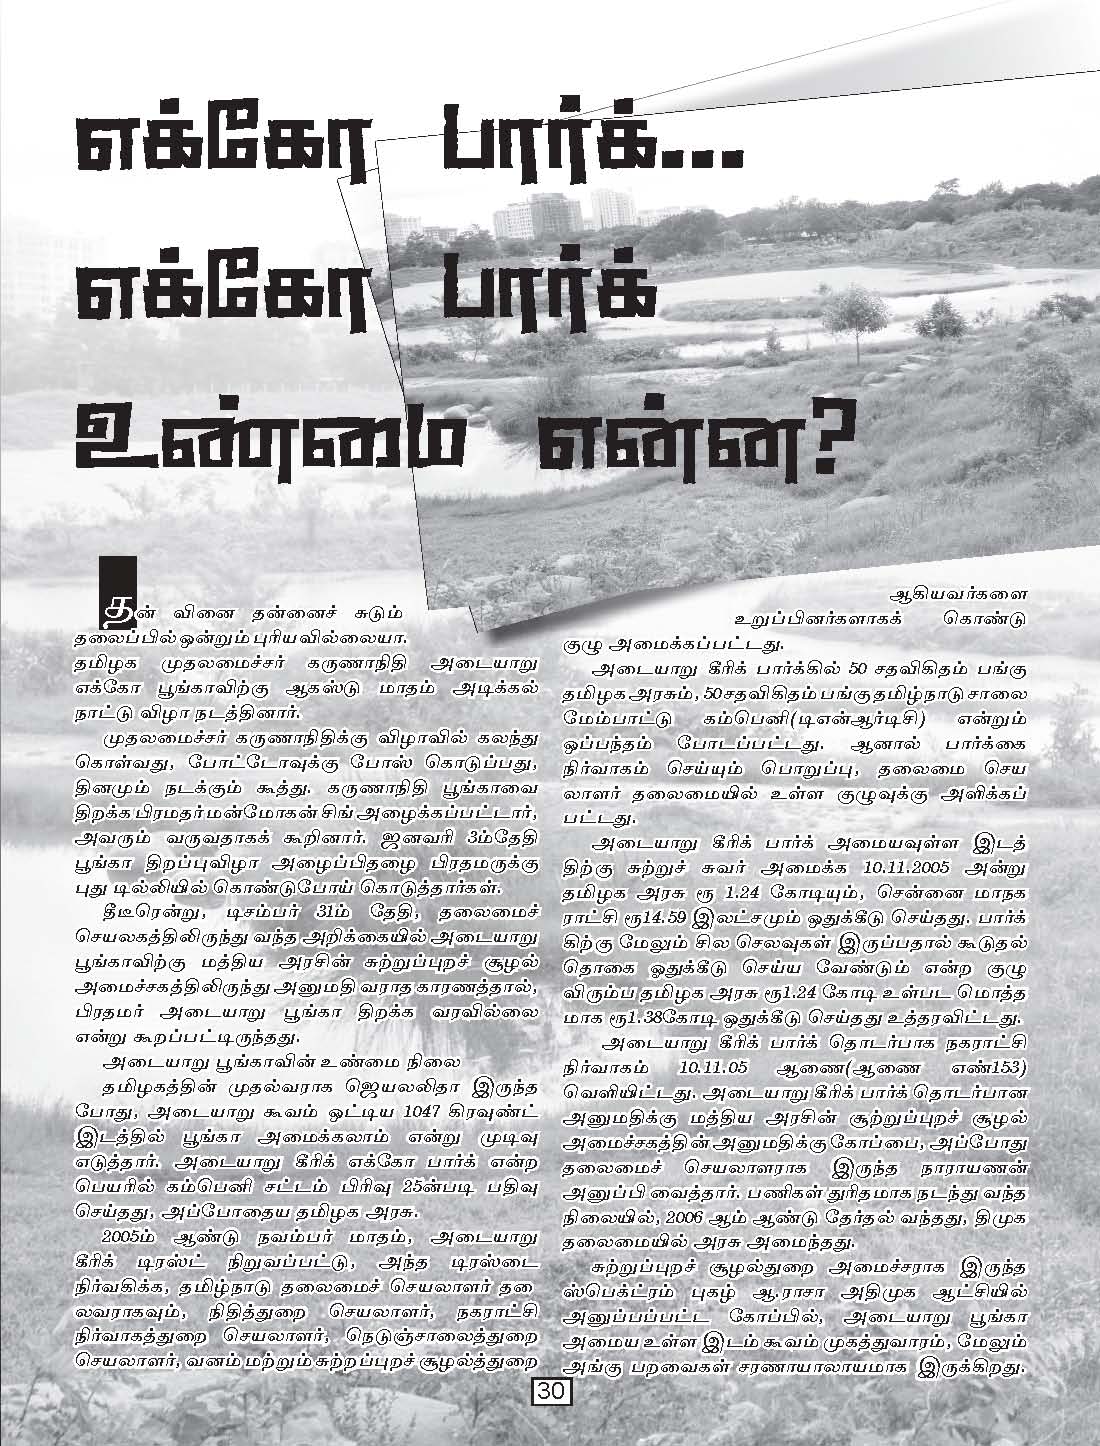 எக்கோ பார்க்...
எக்கோ பார்க்
உண்மை என்ன?
தன் வினை தன்னைச் சுடும்
தலைப்பில் ஒன்றும் புரியவில்லையா.
தமிழக முதலமைச்சர் கருணாநிதி அடையாறு
எக்கோ பூங்காவிற்கு ஆகஸ்டு மாதம் அடிக்கல்
நாட்டு விழா நடத்தினார்.
முதலமைச்சர் கருணாநிதிக்கு விழாவில் கலந்து
கொள்வது, போட்டோவுக்கு போஸ் கொடுப்பது,
தினமும் நடக்கும் கூத்து. கருணாநிதி பூங்காவை
திறக்க பிரமதர் மன்மோகன் சிங் அழைக்கப்பட்டார்,
அவரும் வருவதாகக் கூறினார். ஜனவரி 3ம்தேதி
பூங்கா திறப்புவிழா அழைப்பிதழை பிரதமருக்கு
புது டில்லியில் கொண்டுபோய் கொடுத்தார்கள்.
தீடீரென்று, டிசம்பர் 31ம் தேதி, தலைமைச்
செயலகத்திலிருந்து வந்த அறிக்கையில் அடையாறு
பூங்காவிற்கு மத்திய அரசின் சுற்றுப்புறச் சூழல்
அமைச்சகத்திலிருந்து அனுமதி வராத காரணத்தால்,
பிரதமர் அடையாறு பூங்கா திறக்க வரவில்லை
என்று கூறப்பட்டிருந்தது.
அடையாறு பூங்காவின் உண்மை நிலை
தமிழகத்தின் முதல்வராக ஜெயலலிதா இருந்த
போது, அடையாறு கூவம் ஒட்டிய 1047 கிரவுண்ட்
இடத்தில் பூங்கா அமைக்கலாம் என்று முடிவு
எடுத்தார். அடையாறு கீரிக் எக்கோ பார்க் என்ற
பெயரில் கம்பெனி சட்டம் பிரிவு 25ன்படி பதிவு
செய்தது, அப்போதைய தமிழக அரசு.
2005ம் ஆண்டு நவம்பர் மாதம், அடையாறு
கீரிக் டிரஸ்ட் நிறுவப்பட்டு, அந்த டிரஸ்டை
நிர்வகிக்க, தமிழ்நாடு தலைமைச் செயலாளர் தலை
லவராகவும், நிதித்துறை செயலாளர், நகராட்சி
நிர்வாகத்துறை செயலாளர், நெடுஞ்சாலைத்துறை
செயலாளர், வனம் மற்றும் சுற்றப்புறச் சூழல்த்துறை
ஆகியவர்களை
உறுப்பினர்களாகக் கொண்டு
குழு அமைக்கப்பட்டது.
அடையாறு கீரிக் பார்க்கில் 50 சதவிகிதம் பங்கு
தமிழக அரசும், 50சதவிகிதம் பங்கு தமிழ்நாடு சாலை
மேம்பாட்டு கம்பெனி(டிஎன்ஆர்டிசி) என்றும்
ஒப்பந்தம் போடப்பட்டது. ஆனால் பார்க்கை
நிர்வாகம் செய்யும் பொறுப்பு, தலைமை செய
லாளர் தலைமையில் உள்ள குழுவுக்கு அளிக்கப்
பட்டது.
அடையாறு கீரிக் பார்க் அமையவுள்ள இடத்
திற்கு சுற்றுச் சுவர் அமைக்க 10.11.2005 அன்று
தமிழக அரசு ரூ 1.24 கோடியும், சென்னை மாநக
ராட்சி ரூ14.59 இலட்சமும் ஒதுக்கீடு செய்தது. பார்க்
கிற்கு மேலும் சில செலவுகள் இருப்பதால் கூடுதல்
தொகை ஓதுக்கீடு செய்ய வேண்டும் என்ற குழு
விரும்ப தமிழக அரசு ரூ1.24 கோடி உள்பட மொத்த
மாக ரூ1.38கோடி ஒதுக்கீடு செய்தது உத்தரவிட்டது.
அடையாறு கீரிக் பார்க் தொடர்பாக நகராட்சி
நிர்வாகம் 10.11.05 ஆணை(ஆணை எண்153)
வெளியிட்டது. அடையாறு கீரிக் பார்க் தொடர்பான
அனுமதிக்கு மத்திய அரசின் சூற்றுப்புறச் சூழல்
அமைச்சகத்தின் அனுமதிக்கு கோப்பை, அப்போது
தலைமைச் செயலாளராக இருந்த நாராயணன்
அனுப்பி வைத்தார். பணிகள் துரிதமாக நடந்து வந்த
நிலையில், 2006 ஆம் ஆண்டு தேர்தல் வந்தது, திமுக
தலைமையில் அரசு அமைந்தது.
சுற்றுப்புறச் சூழல்துறை அமைச்சராக இருந்த
ஸ்பெக்ட்ரம் புகழ் ஆ.ராசா அதிமுக ஆட்சியில்
அனுப்பப்பட்ட கோப்பில், அடையாறு பூங்கா
அமைய உள்ள இடம் கூவம் முகத்துவாரம், மேலும்
அங்கு பறவைகள் சரணாயாலாயமாக இருக்கிறது.
30